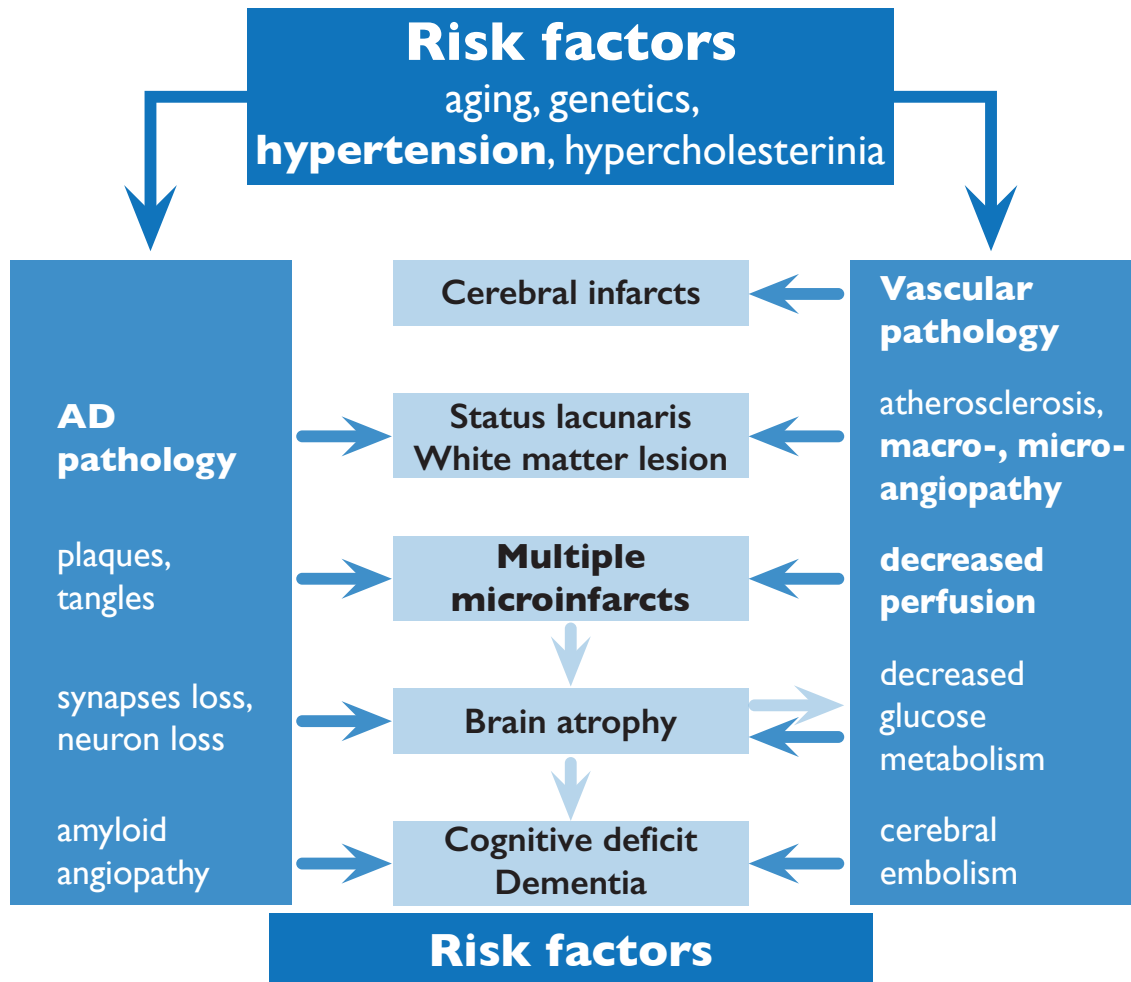 Risk factors
aging, genetics,
hypertension, hypercholesterinia
AD
pathology
plaques,
tangles
synapses loss,
neuron loss
amyloid
angiopathy
Cerebral infarcts
Status lacunaris
White matter lesion
Multiple
microinfarcts
Brain atrophy
Cognitive deficit
Dementia
Vascular
pathology
atherosclerosis,
macro-, micro-
angiopathy
decreased
perfusion
decreased
glucose
metabolism
cerebral
embolism
Risk factors